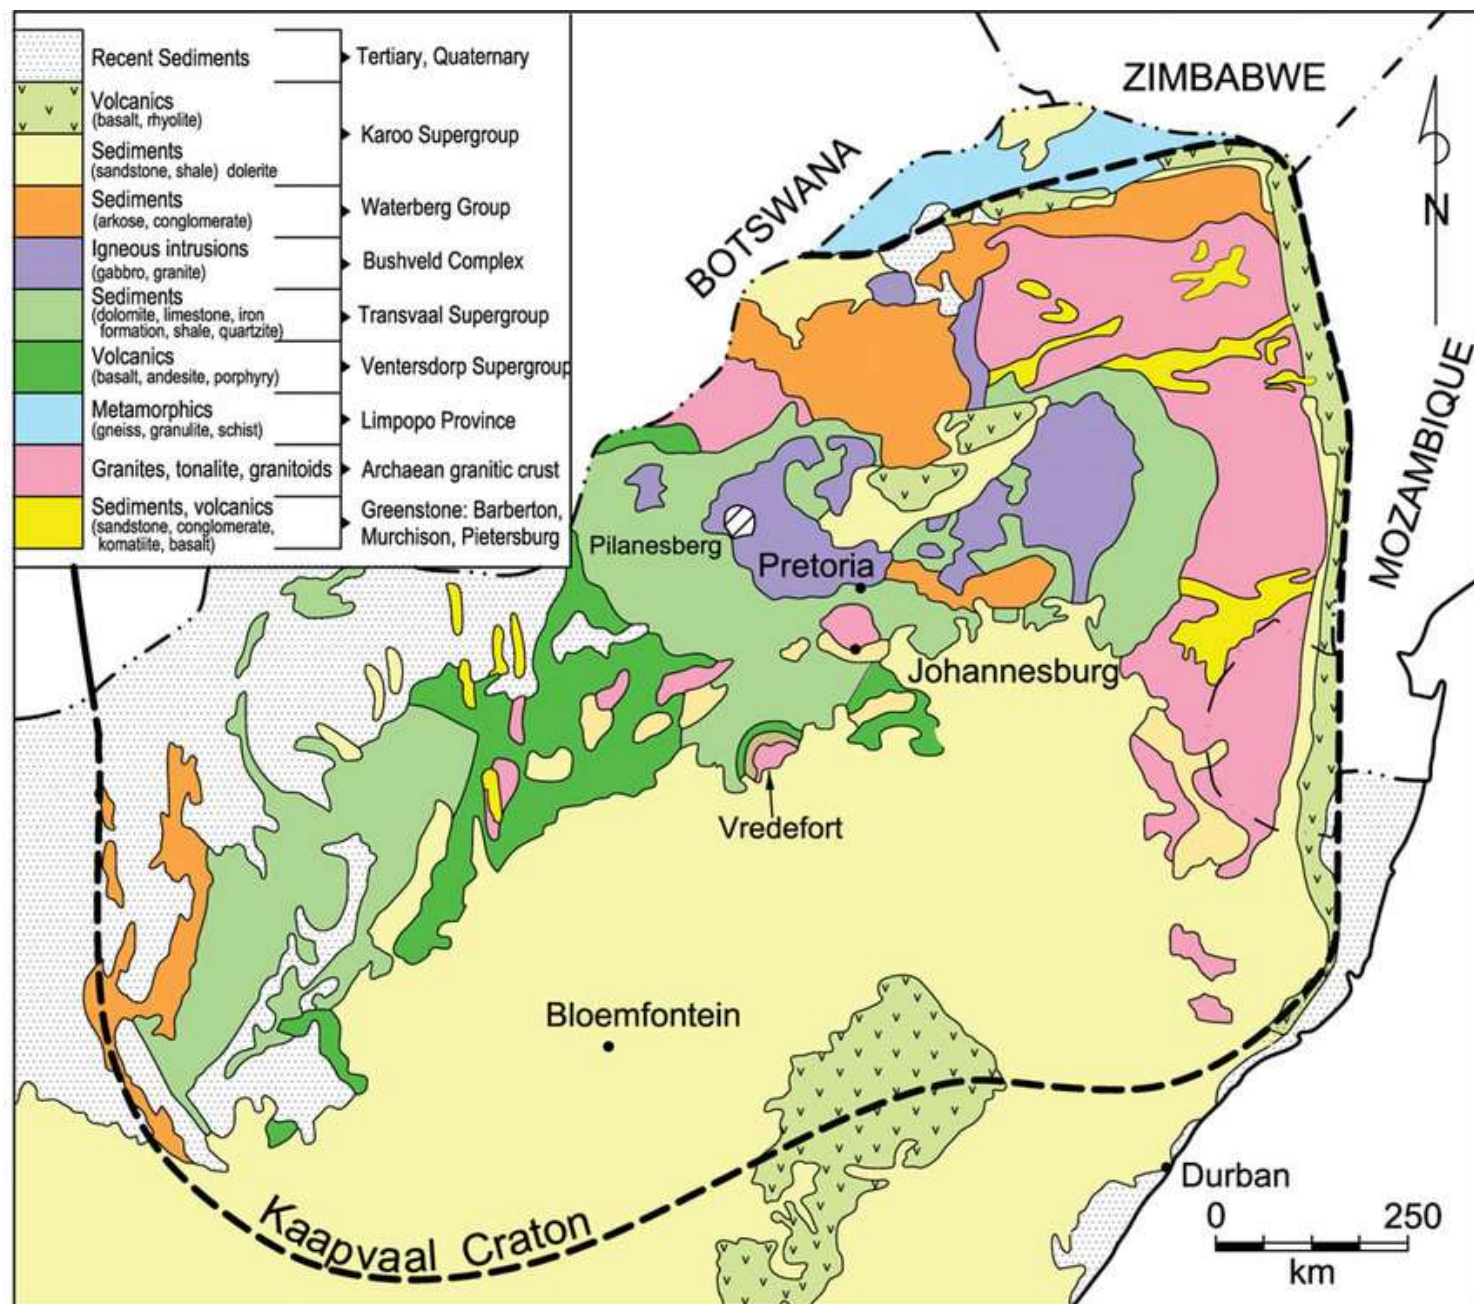 Recent Sediments
Tertiary, Quaternary
Volcanics
(basalt, rhyolite)
Karoo Supergroup
Sediments
(sandstone, shale) dolerite
Sediments
(arkose, conglomerate)
Waterberg Group
Igneous intrusions
(gabbro, granite)
Bushveld Complex
Sediments
(dolomite, limestone, iron
formation, shale, quartzite)
Transvaal Supergroup
Volcanics
(basalt, andesite, porphyry)
Ventersdorp Supergroup
Metamorphics
(gneiss, granulite, schist)
Limpopo Province
Granites, tonalite, granitoids
Archaean granitic crust
Sediments, volcanics
(sandstone, conglomerate,
komatiite, basalt)
Greenstone: Barberton,
Murchison, Pietersburg
ZIMBABWE
BOTSWANA
N
MOZAMBIQUE
Pilanesberg
Pretoria
Johannesburg
Vredefort
Bloemfontein
Durban
Kaapvaal Craton
0 250
km